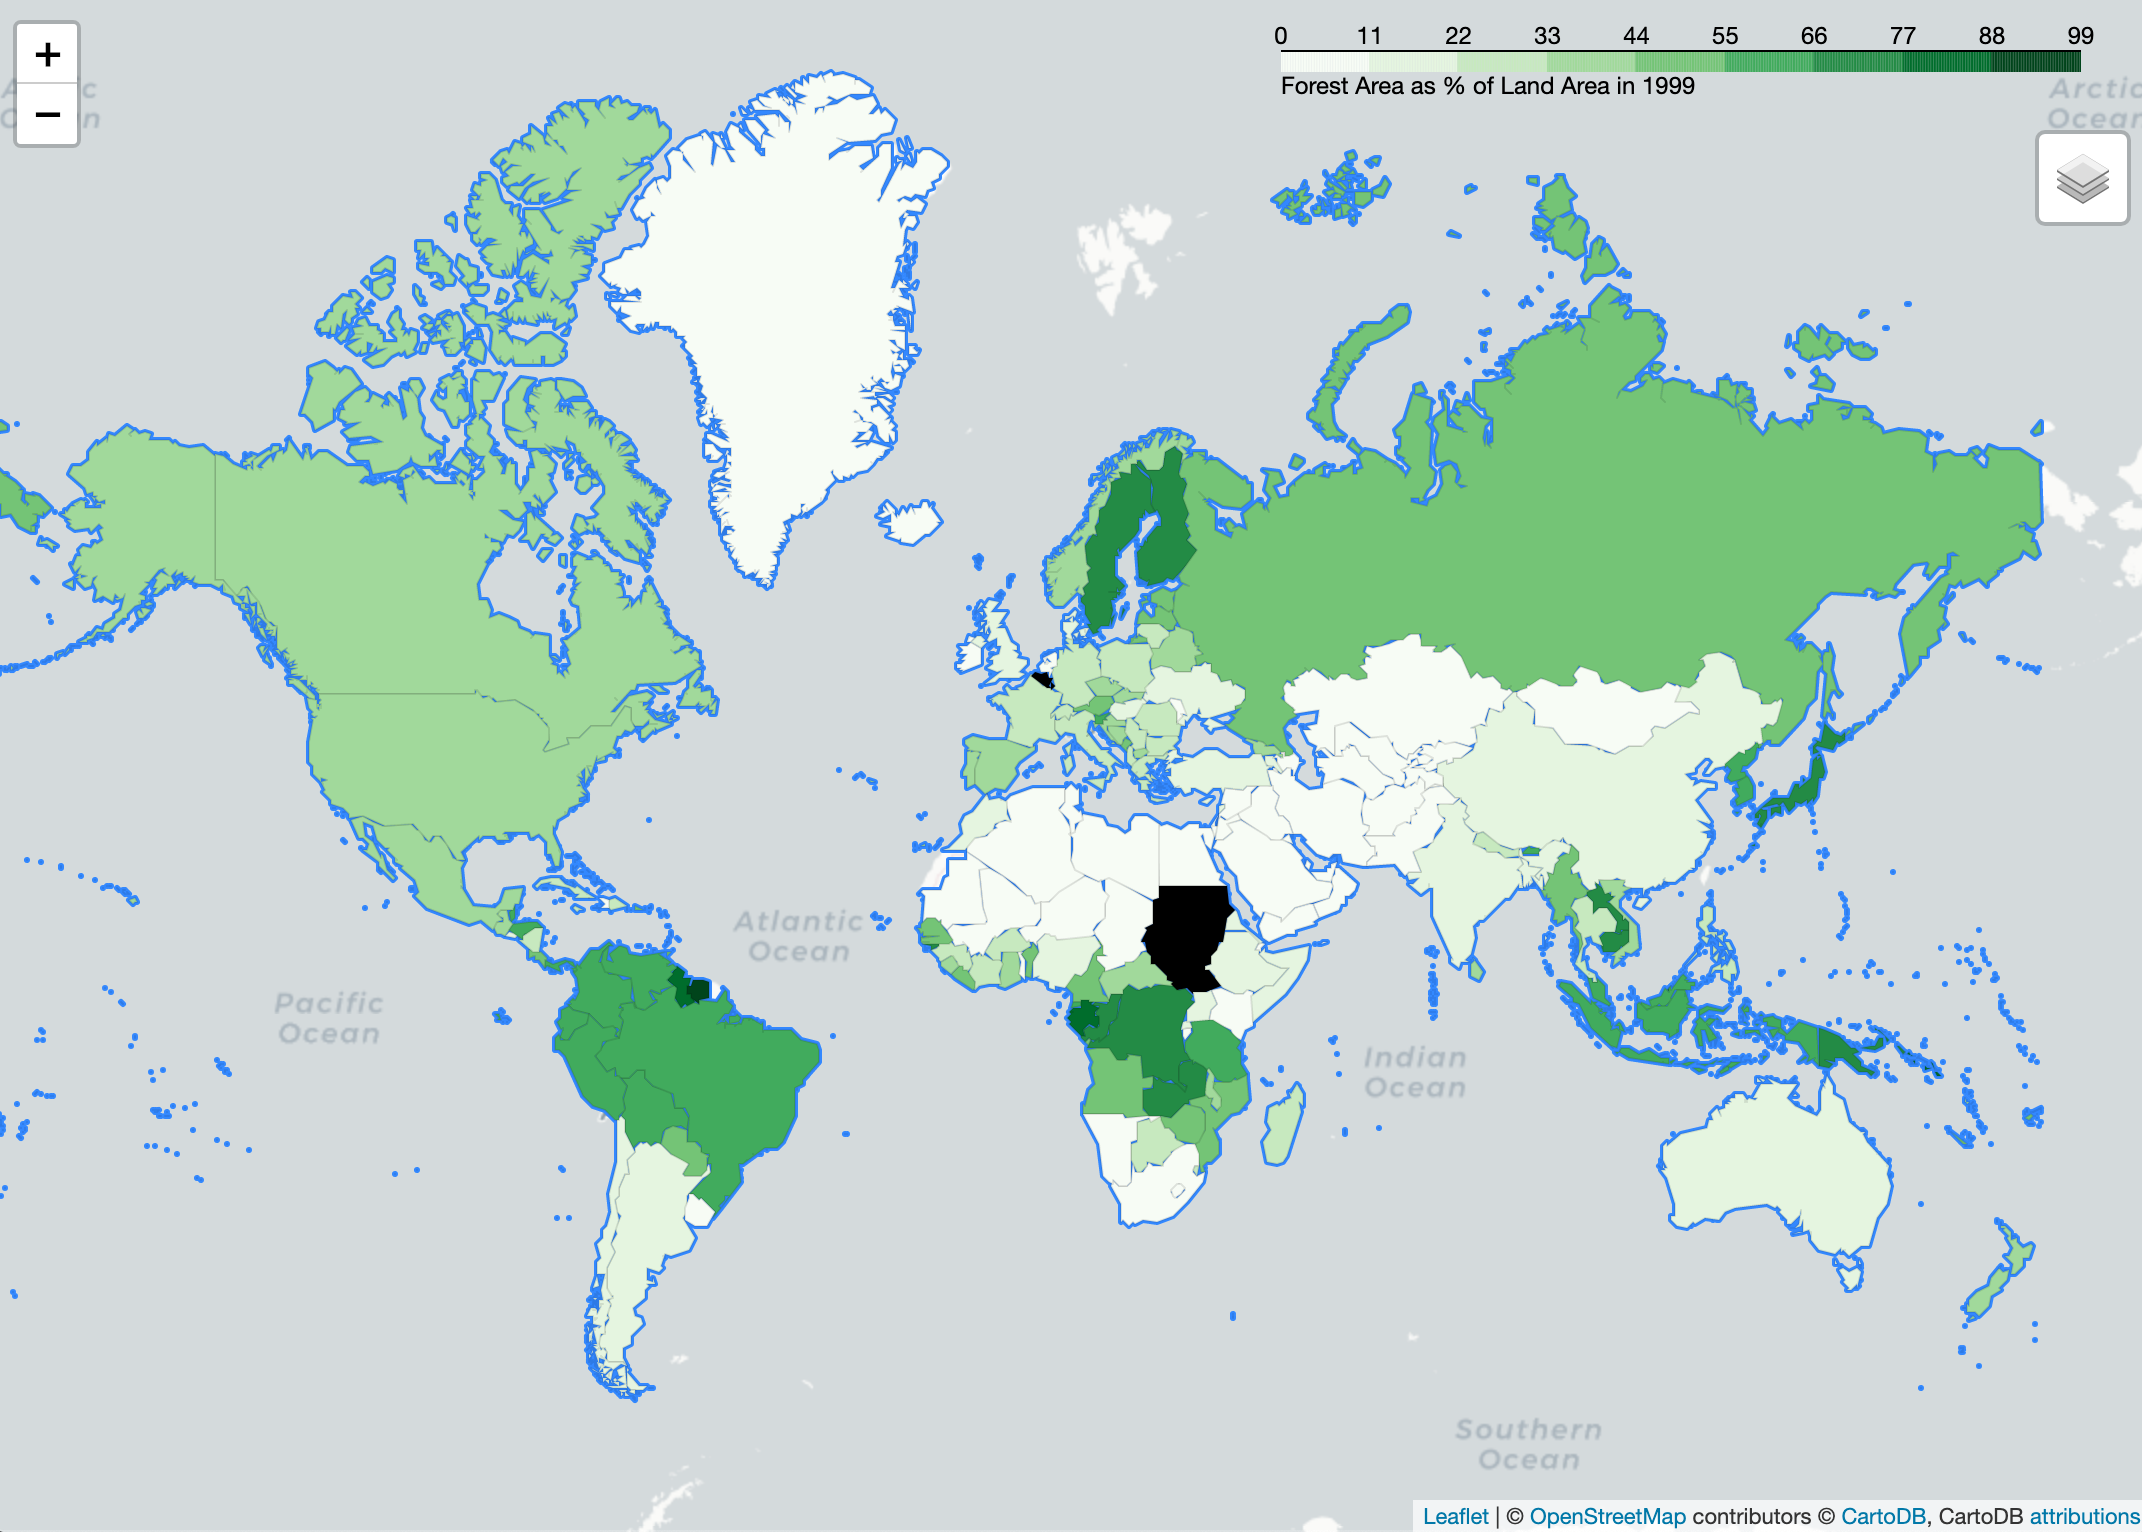 +
−
0 11 22 33 44 55 66 77 88 99
Forest Area as % of Land Area in 1999
Arctic
Ocean
Atlantic
Ocean
Pacific
Ocean
Indian
Ocean
Southern
Ocean
Leaflet | © OpenStreetMap contributors © CartoDB, CartoDB attributions